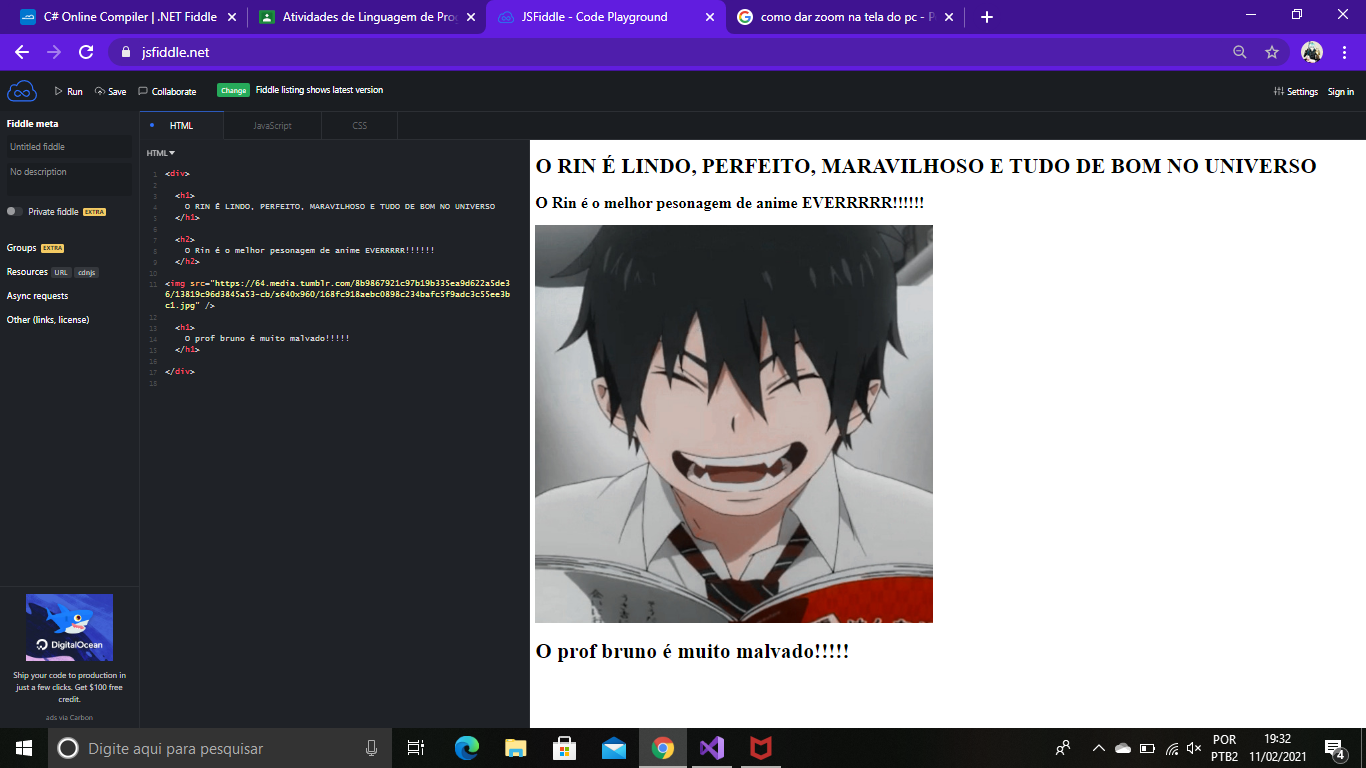 C# Online Compiler | .NET Fiddle
Atividades de Linguagem de Pro
JSFiddle - Code Playground
como dar zoom na tela do pc - P
jsfiddle.net
Run
Save
Collaborate
Change
Fiddle listing shows latest version
Settings
Sign in
Fiddle meta
Untitled fiddle
No description
Private fiddle EXTRA
Groups EXTRA
Resources URL cdnjs
Async requests
Other (links, license)
DigitalOcean
Ship your code to production in
just a few clicks. Get $100 free
credit.
ads via Carbon
HTML
JavaScript
CSS
HTML
1 <div>
2
3 <h1>
4 O RIN É LINDO, PERFEITO, MARAVILHOSO E TUDO DE BOM NO UNIVERSO
5 </h1>
6
7 <h2>
8 O Rin é o melhor pesonagem de anime EVERRRRR!!!!!!
9 </h2>
10
11 <img src="https://64.media.tumblr.com/8b9867921c97b19b335ea9d622a5de3
6/13819c96d3845a53-cb/s640x960/168fc918aebc0898c234bafc5f9adc3c55ee3b
c1.jpg" />
12
13 <h1>
14 O prof bruno é muito malvado!!!!!
15 </h1>
16
17 </div>
18
O RIN É LINDO, PERFEITO, MARAVILHOSO E TUDO DE BOM NO UNIVERSO
O Rin é o melhor pesonagem de anime EVERRRRR!!!!!!
O prof bruno é muito malvado!!!!!
Digite aqui para pesquisar
POR
PTB2
19:32
11/02/2021
4